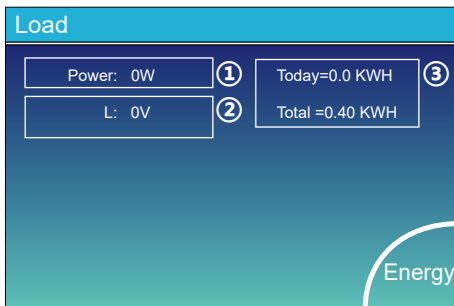 Load
Power: 0W ①
L: 0V ②
Today=0.0 KWH ③
Total =0.40 KWH
Energy